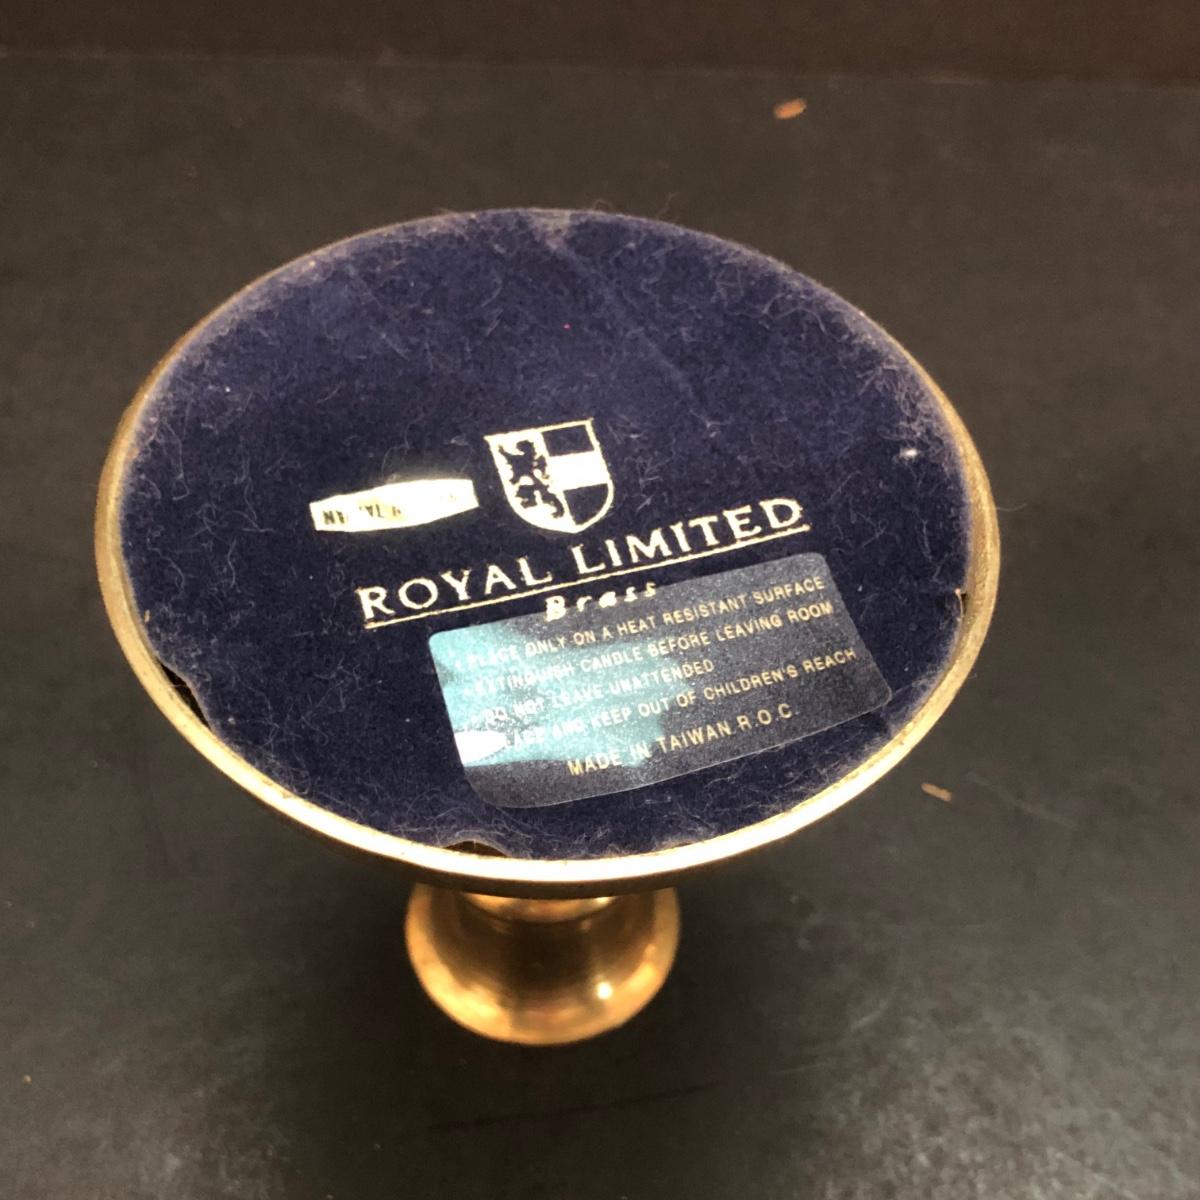 ROYAL LIMITED
Brass
PLACE ONLY ON A HEAT RESISTANT SURFACE
EXTINGUISH CANDLE BEFORE LEAVING ROOM
DO NOT LEAVE UNATTENDED
AND KEEP OUT OF CHILDREN'S REACH
MADE IN TAIWAN R.O.C.